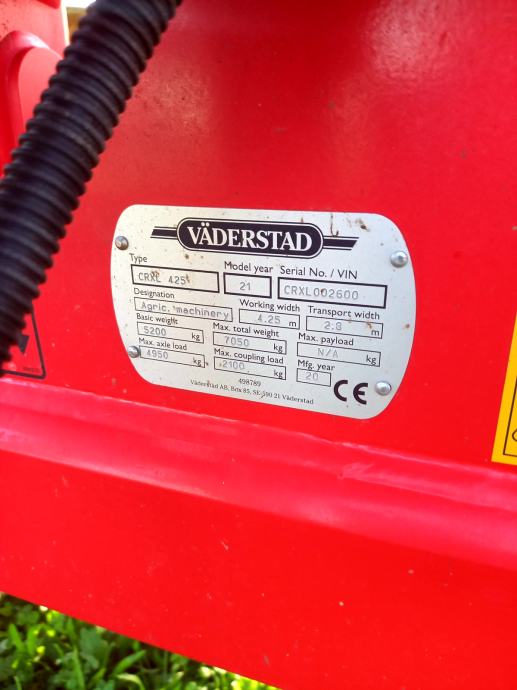 VÄDERSTAD
Type Model year Serial No. / VIN
CRXL 425 21 CRXL002600
Designation Working width Transport width
Agric. machinery 4.25 m 2.8 m
Basic weight Max. total weight Max. payload
5200 kg 7050 kg N/A kg
Max. axle load Max. coupling load Mfg. year
4950 kg 2100 kg 20 CE
498789
Väderstad AB, Box 85, SE-590 21 Väderstad